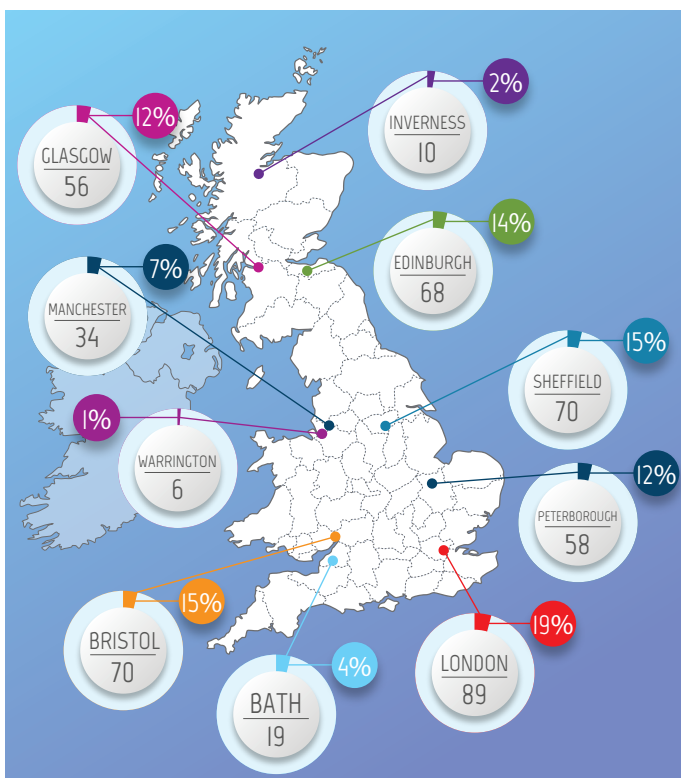 2%
INVERNESS
10
12%
GLASGOW
56
14%
EDINBURGH
68
7%
MANCHESTER
34
15%
SHEFFIELD
70
1%
WARRINGTON
6
12%
PETERBOROUGH
58
15%
BRISTOL
70
19%
LONDON
89
4%
BATH
19